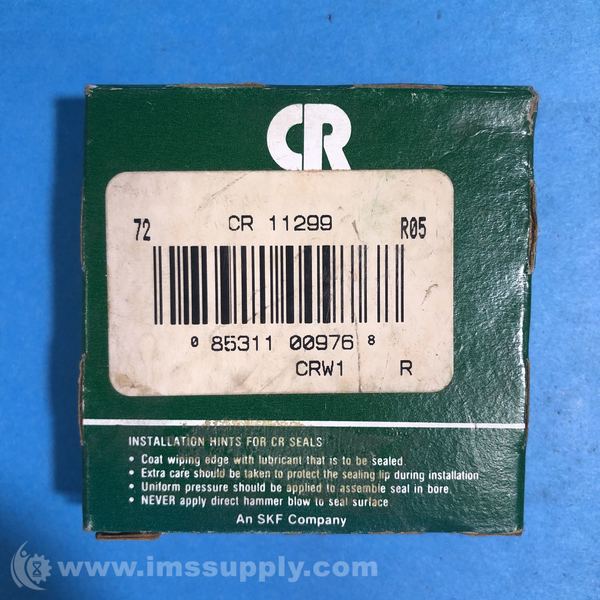 CR
72 CR 11299 R05
0 85311 00976 8
CRW1 R
INSTALLATION HINTS FOR CR SEALS
• Coat wiping edge with lubricant that is to be sealed.
• Extra care should be taken to protect the sealing lip during installation.
• Uniform pressure should be applied to assemble seal in bore.
• NEVER apply direct hammer blow to seal surface.
An SKF Company
www.imssupply.com